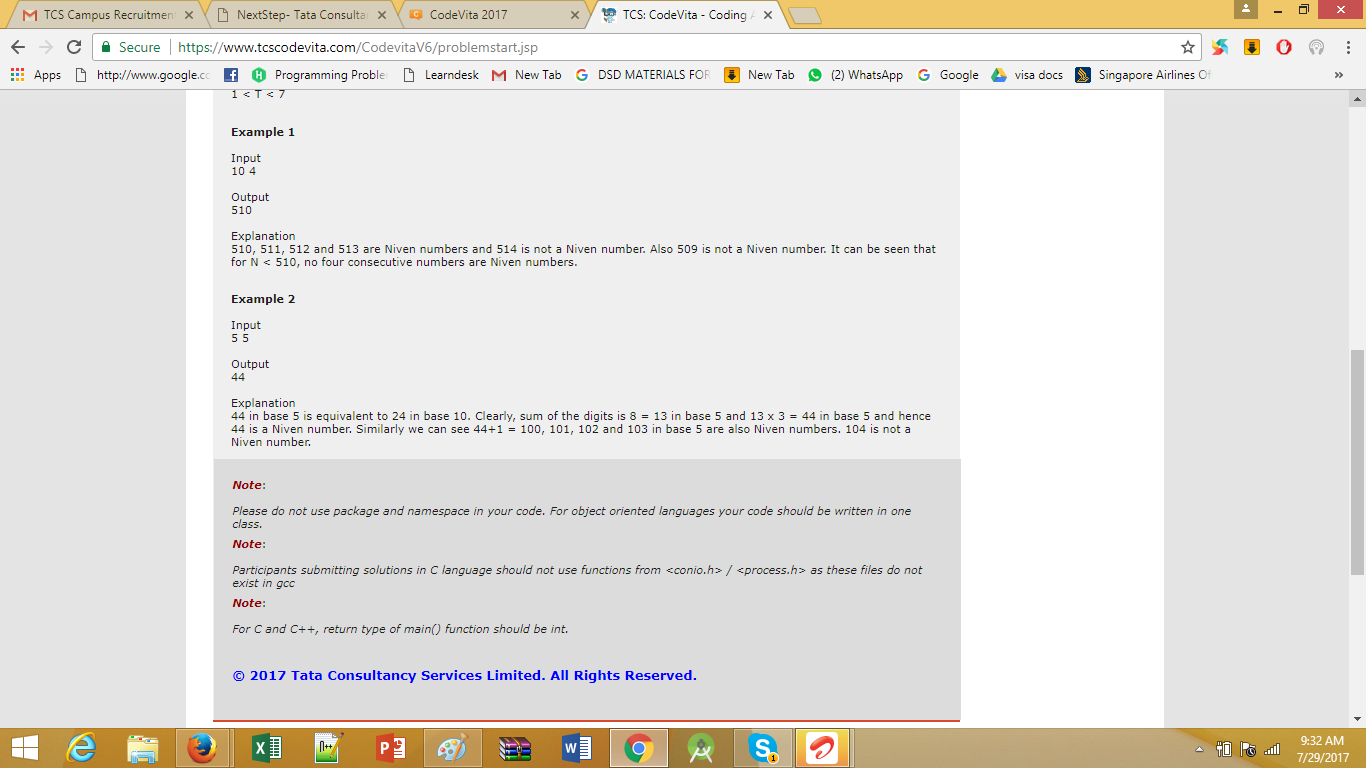 TCS Campus Recruitmen
NextStep- Tata Consulta
CodeVita 2017
TCS: CodeVita - Coding A
Secure https://www.tcscodevita.com/CodevitaV6/problemstart.jsp
Apps http://www.google.cc Programming Proble Learndesk New Tab DSD MATERIALS FOR New Tab (2) WhatsApp Google visa docs Singapore Airlines Of »
1 < T < 7
Example 1
Input
10 4
Output
510
Explanation
510, 511, 512 and 513 are Niven numbers and 514 is not a Niven number. Also 509 is not a Niven number. It can be seen that
for N < 510, no four consecutive numbers are Niven numbers.
Example 2
Input
5 5
Output
44
Explanation
44 in base 5 is equivalent to 24 in base 10. Clearly, sum of the digits is 8 = 13 in base 5 and 13 x 3 = 44 in base 5 and hence
44 is a Niven number. Similarly we can see 44+1 = 100, 101, 102 and 103 in base 5 are also Niven numbers. 104 is not a
Niven number.
Note:
Please do not use package and namespace in your code. For object oriented languages your code should be written in one
class.
Note:
Participants submitting solutions in C language should not use functions from <conio.h> / <process.h> as these files do not
exist in gcc
Note:
For C and C++, return type of main() function should be int.
© 2017 Tata Consultancy Services Limited. All Rights Reserved.
9:32 AM
7/29/2017